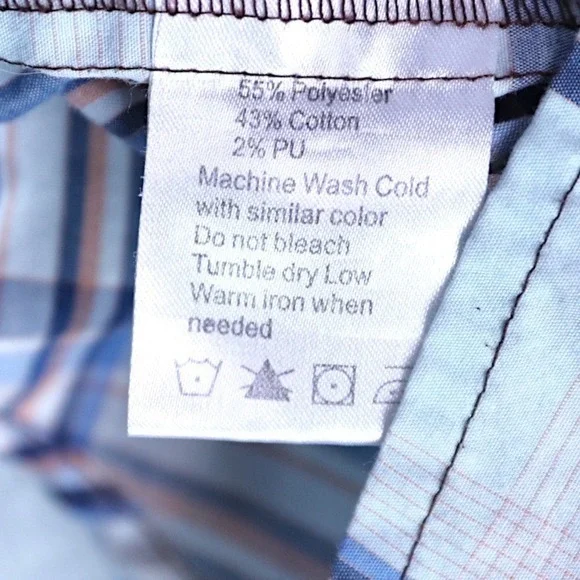 55% Polyester
43% Cotton
2% PU
Machine Wash Cold
with similar color
Do not bleach
Tumble dry Low
Warm iron when
needed